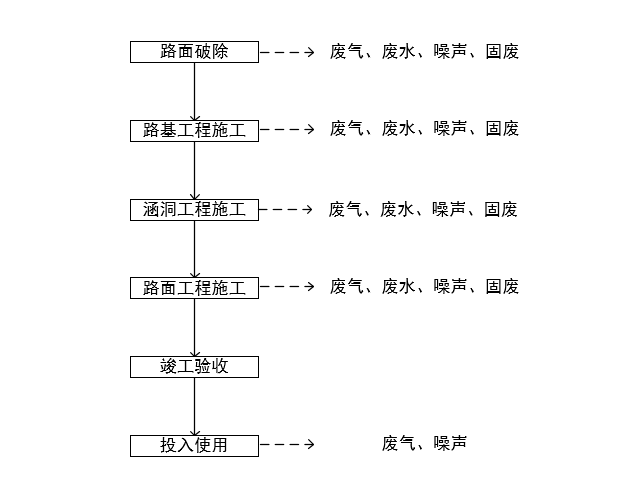 路面破除 废气、废水、噪声、固废
路基工程施工 废气、废水、噪声、固废
涵洞工程施工 废气、废水、噪声、固废
路面工程施工 废气、废水、噪声、固废
竣工验收
投入使用 废气、噪声